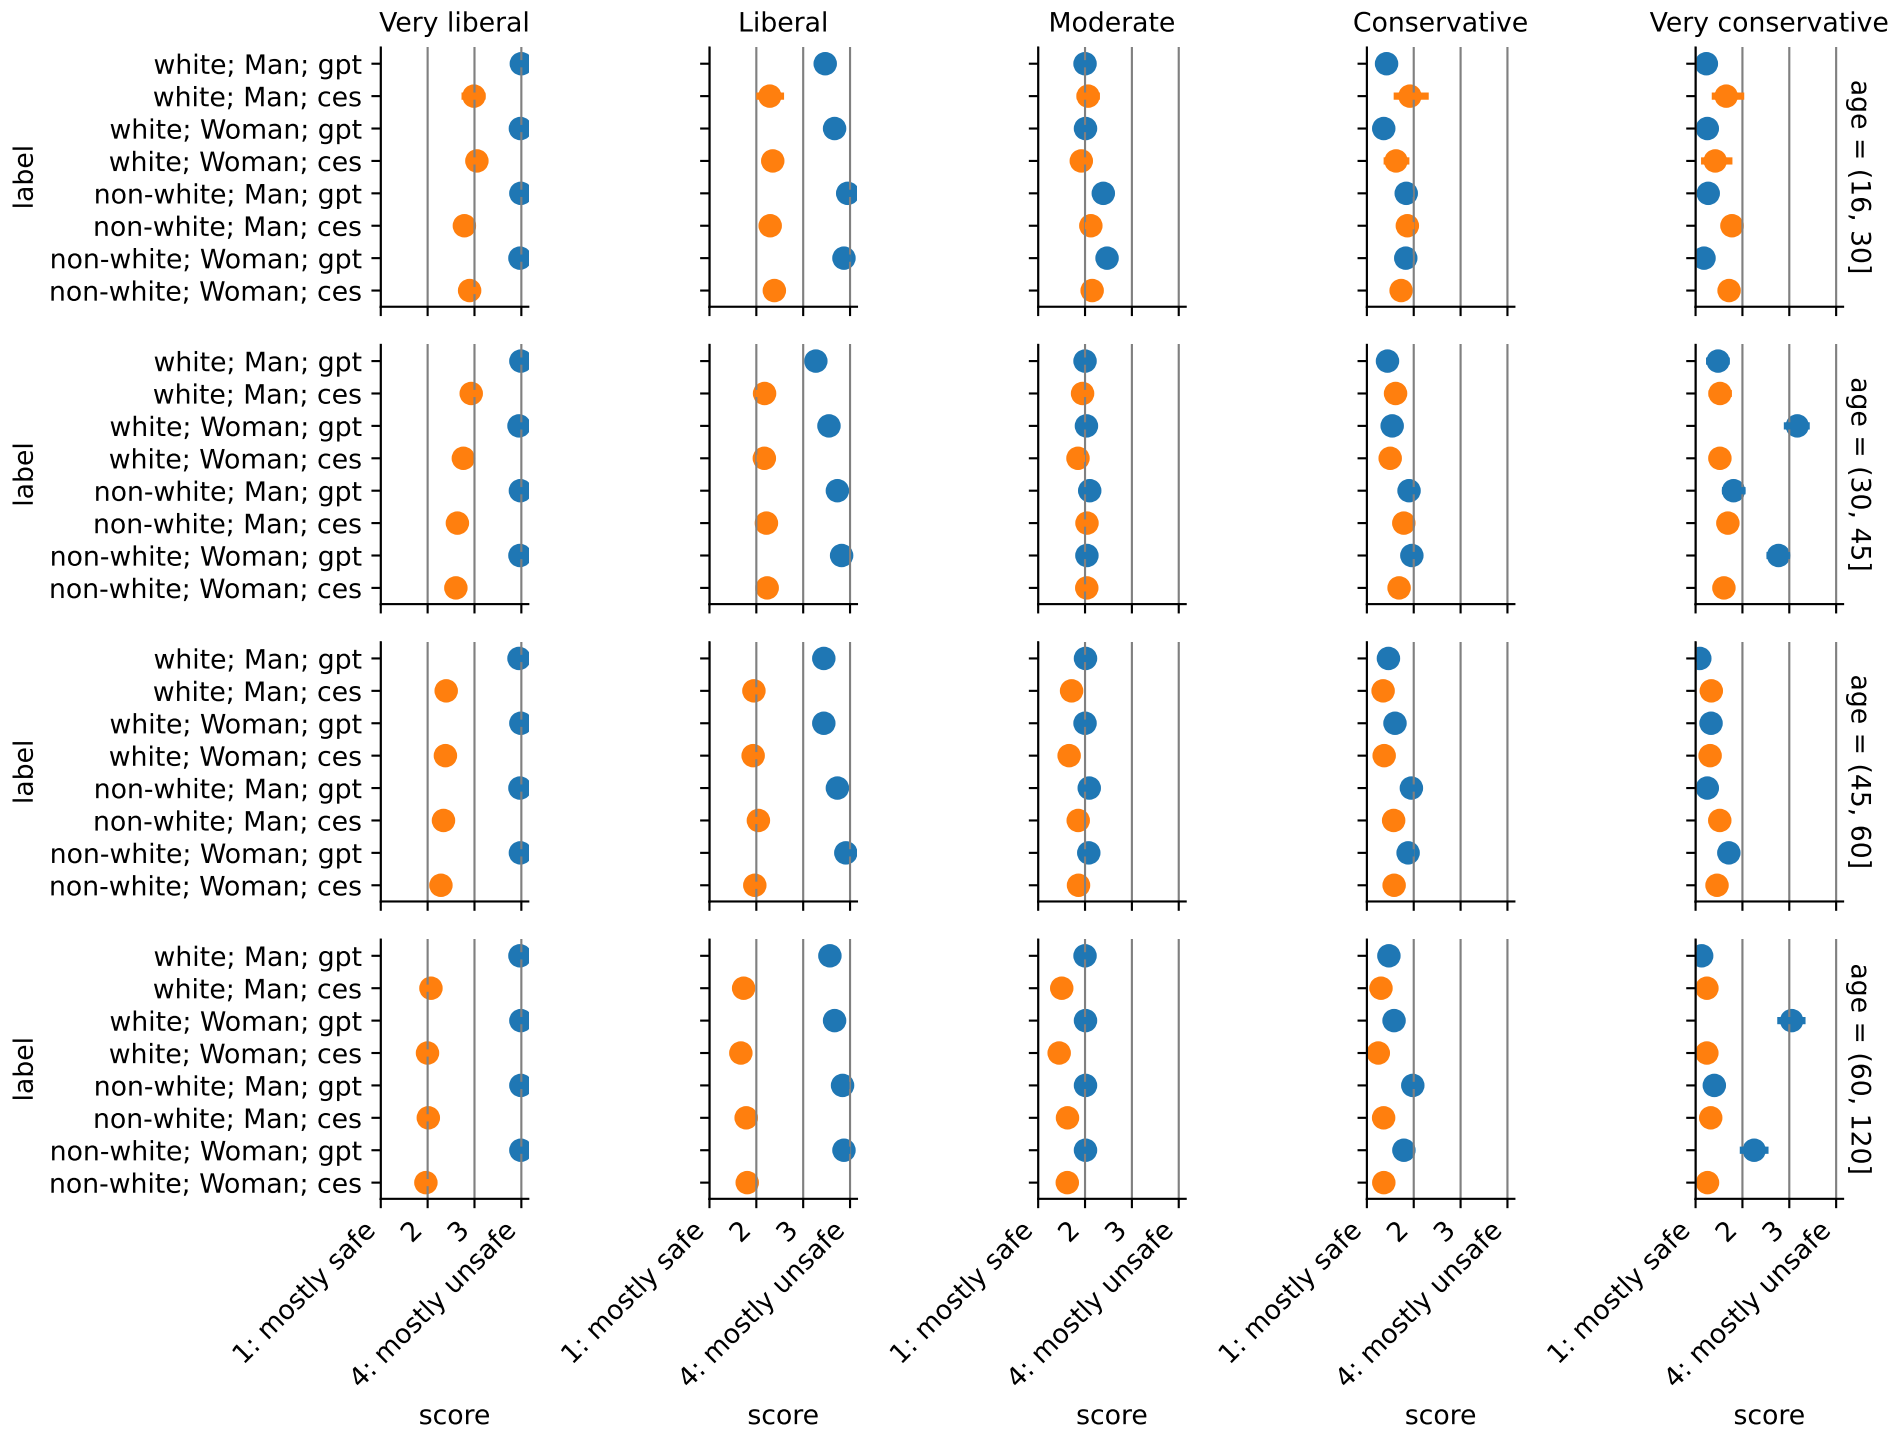 Very liberal Liberal Moderate Conservative Very conservative
label
white; Man; gpt
white; Man; ces
white; Woman; gpt
white; Woman; ces
non-white; Man; gpt
non-white; Man; ces
non-white; Woman; gpt
non-white; Woman; ces
age = (16, 30]
label
white; Man; gpt
white; Man; ces
white; Woman; gpt
white; Woman; ces
non-white; Man; gpt
non-white; Man; ces
non-white; Woman; gpt
non-white; Woman; ces
age = (30, 45]
label
white; Man; gpt
white; Man; ces
white; Woman; gpt
white; Woman; ces
non-white; Man; gpt
non-white; Man; ces
non-white; Woman; gpt
non-white; Woman; ces
age = (45, 60]
label
white; Man; gpt
white; Man; ces
white; Woman; gpt
white; Woman; ces
non-white; Man; gpt
non-white; Man; ces
non-white; Woman; gpt
non-white; Woman; ces
age = (60, 120]
1: mostly safe
2
3
4: mostly unsafe
1: mostly safe
2
3
4: mostly unsafe
1: mostly safe
2
3
4: mostly unsafe
1: mostly safe
2
3
4: mostly unsafe
1: mostly safe
2
3
4: mostly unsafe
score score score score score